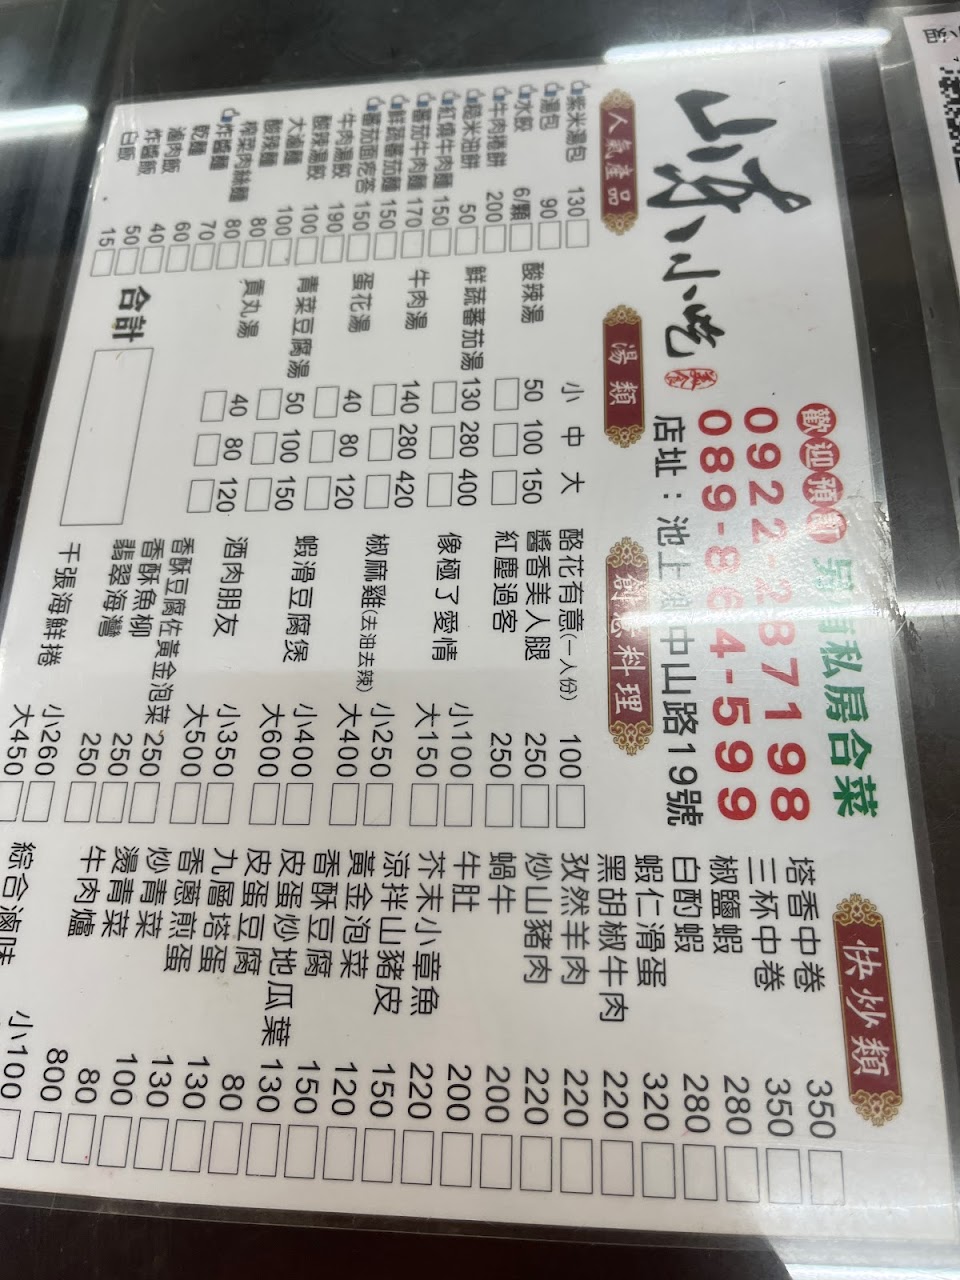 山東小吃
美食
歡迎預訂
另有私房合菜
0922-287198
089-864-599
店址：池上鄉中山路19號
人氣產品
紫米湯包 130
湯包 90
水餃 6/顆
牛肉捲餅 200
糙米油餅 50
紅燒牛肉麵 150
蕃茄牛肉麵 170
鮮蔬蕃茄麵 150
蕃茄面疙答 150
牛肉湯餃 190
酸辣湯餃 100
大滷麵 100
酸辣麵 80
榨菜肉絲麵 80
炸醬麵 70
乾麵 60
滷肉飯 40
炸醬飯 50
白飯 15
湯類
小 中 大
酸辣湯 50 100 150
鮮蔬蕃茄湯 130 280 400
牛肉湯 140 280 420
蛋花湯 40 80 120
青菜豆腐湯 50 100 150
貢丸湯 40 80 120
合計
創意料理
酪花有意(一人份) 100
醬香美人腿 250
紅塵過客 250
像極了愛情 小100
大150
椒麻雞(去油去辣) 小250
大400
蝦滑豆腐煲 小400
大600
酒肉朋友 小350
大500
香酥豆腐佐黃金泡菜 250
香酥魚柳 250
翡翠海灣 250
干張海鮮捲 小260
大450
快炒類
塔香中卷 350
三杯中卷 350
椒鹽蝦 280
白酌蝦 280
蝦仁滑蛋 320
黑胡椒牛肉 220
孜然羊肉 220
炒山豬肉 220
蝸牛 200
牛肚 200
芥末小章魚 220
涼拌山豬皮 150
黃金泡菜 120
香酥豆腐 150
皮蛋炒地瓜葉 130
皮蛋豆腐 80
九層塔蛋 130
香蔥煎蛋 130
炒青菜 100
燙青菜 80
牛肉爐 800
綜合滷味 小100
小姐